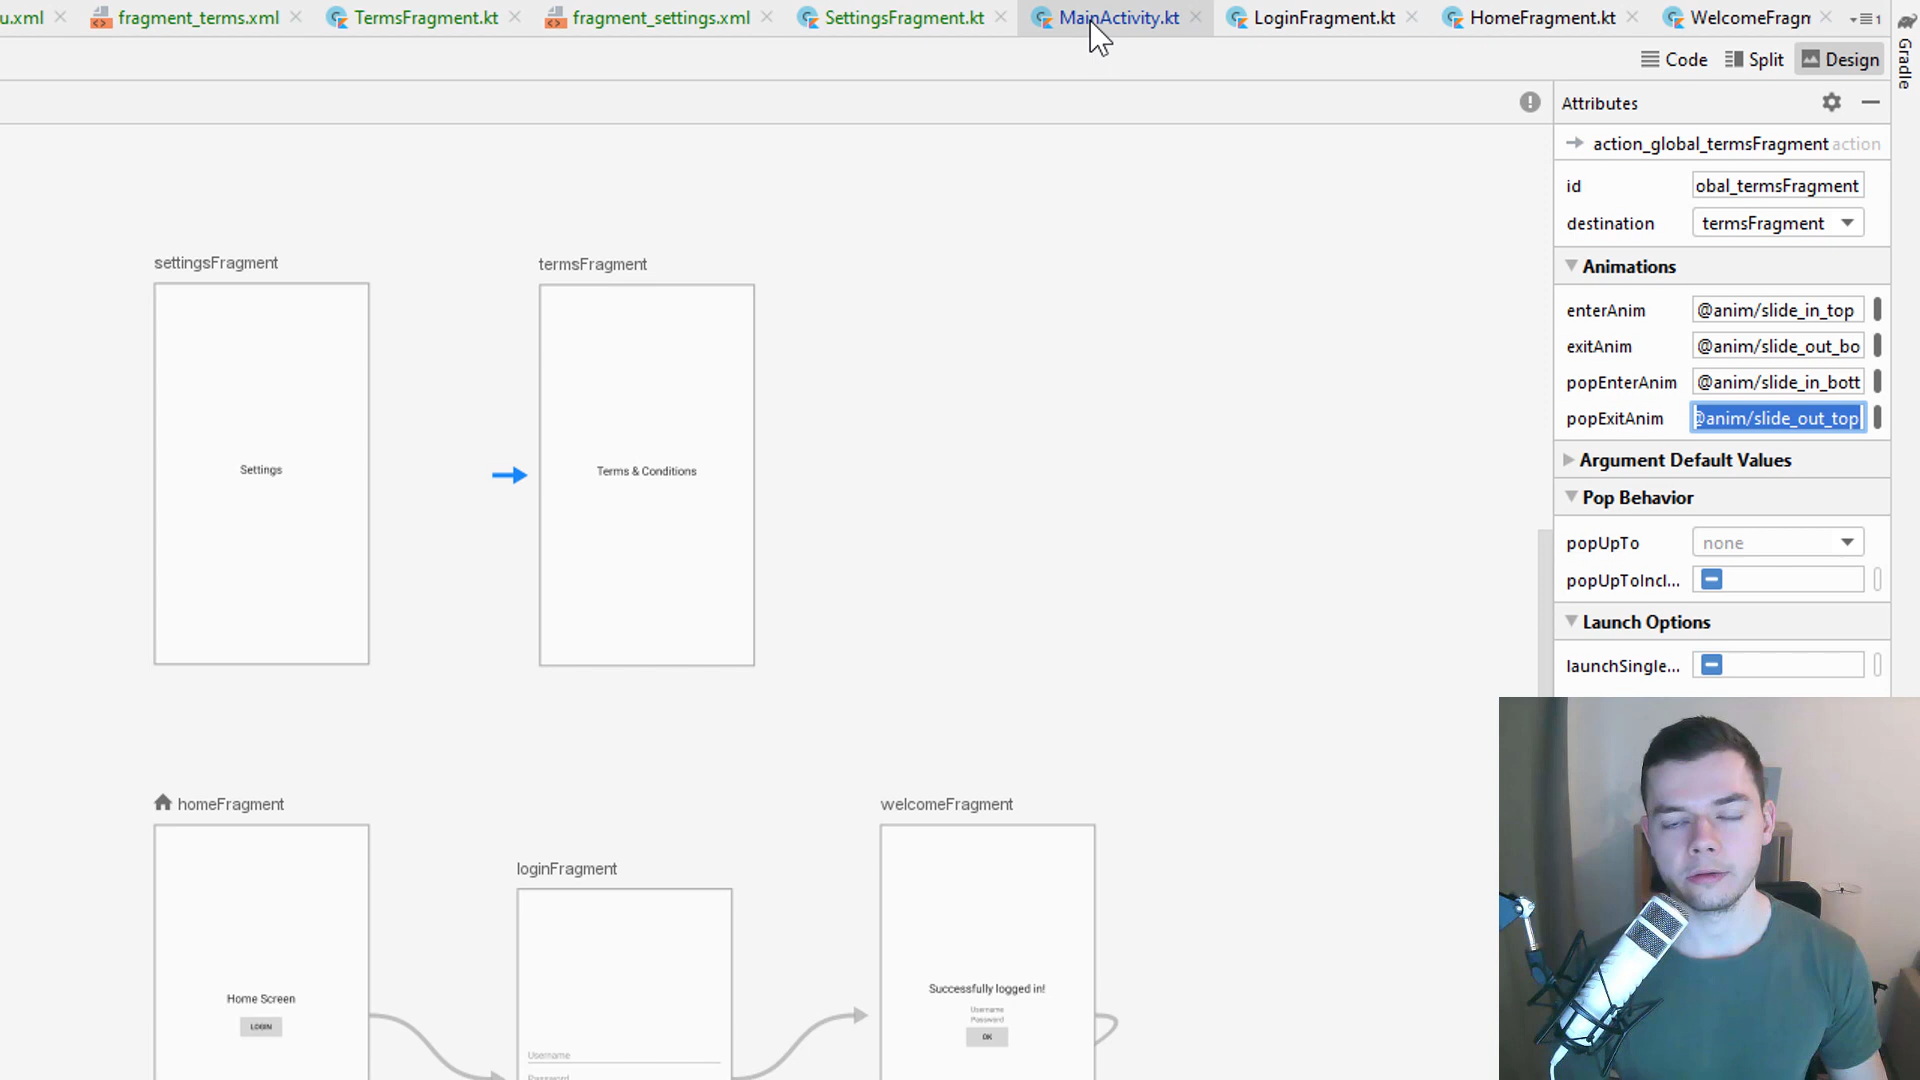 u.xml
fragment_terms.xml
TermsFragment.kt
fragment_settings.xml
SettingsFragment.kt
MainActivity.kt
LoginFragment.kt
HomeFragment.kt
WelcomeFragm
1
Gradle
Code
Split
Design
Attributes
action_global_termsFragment action
id
obal_termsFragment
destination
termsFragment
Animations
enterAnim
@anim/slide_in_top
exitAnim
@anim/slide_out_bo
popEnterAnim
@anim/slide_in_bott
popExitAnim
@anim/slide_out_top
Argument Default Values
Pop Behavior
popUpTo
none
popUpToIncl...
Launch Options
launchSingle...
settingsFragment
Settings
termsFragment
Terms & Conditions
homeFragment
Home Screen
LOGIN
loginFragment
Username
Password
welcomeFragment
Successfully logged in!
Username
Password
OK